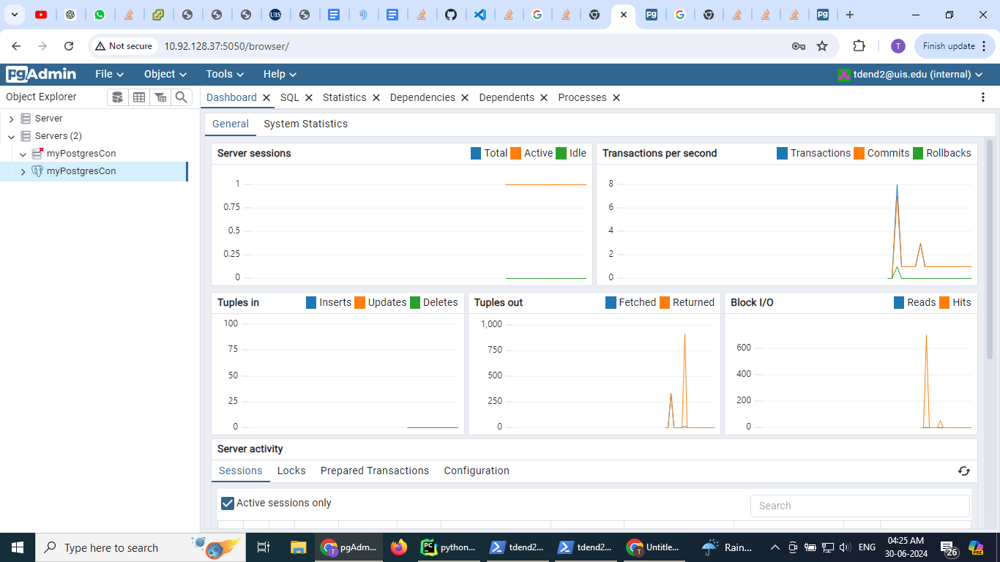 UIS
Pg
Pg
Not secure
10.92.128.37:5050/browser/
T
Finish update
pgAdmin
File
Object
Tools
Help
tdend2@uis.edu (internal)
Object Explorer
Dashboard
SQL
Statistics
Dependencies
Dependents
Processes
Server
Servers (2)
myPostgresCon
myPostgresCon
General
System Statistics
Server sessions
Total
Active
Idle
1
0.75
0.5
0.25
0
Transactions per second
Transactions
Commits
Rollbacks
8
6
4
2
0
Tuples in
Inserts
Updates
Deletes
100
75
50
25
0
Tuples out
Fetched
Returned
1,000
750
500
250
0
Block I/O
Reads
Hits
600
400
200
0
Server activity
Sessions
Locks
Prepared Transactions
Configuration
Active sessions only
Search
Type here to search
pgAdm...
PC
python...
tdend2...
tdend2...
T
Untitle...
Rain...
ENG
04:25 AM
30-06-2024
26
PRE